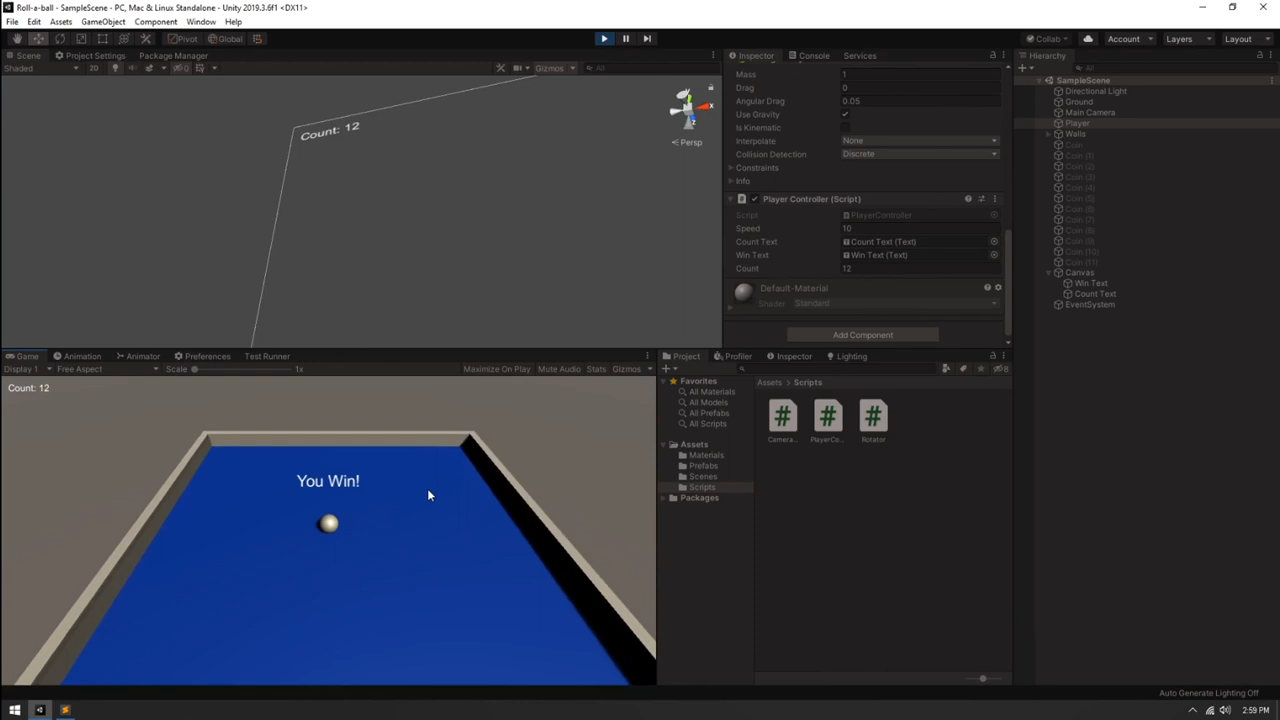 Roll-a-ball - SampleScene - PC, Mac & Linux Standalone - Unity 2019.3.6f1 <DX11>
File Edit Assets GameObject Component Window Help
Pivot Global Collab Account Layers Layout
Scene Project Settings Package Manager
Shaded 2D 0 Gizmos All
Count: 12
Persp
Inspector Console Services
Mass 1
Drag 0
Angular Drag 0.05
Use Gravity
Is Kinematic
Interpolate None
Collision Detection Discrete
Constraints
Info
Player Controller (Script)
Script PlayerController
Speed 10
Count Text Count Text (Text)
Win Text Win Text (Text)
Count 12
Default-Material
Shader Standard
Add Component
Hierarchy
All
SampleScene
Directional Light
Ground
Main Camera
Player
Walls
Coin
Coin (1)
Coin (2)
Coin (3)
Coin (4)
Coin (5)
Coin (6)
Coin (7)
Coin (8)
Coin (9)
Coin (10)
Coin (11)
Canvas
Win Text
Count Text
EventSystem
Game Animation Animator Preferences Test Runner
Display 1 Free Aspect Scale 1x Maximize On Play Mute Audio Stats Gizmos
Count: 12
You Win!
Project Profiler Inspector Lighting
8
Favorites
All Materials
All Models
All Prefabs
All Scripts
Assets
Materials
Prefabs
Scenes
Scripts
Packages
Assets > Scripts
Camera... PlayerCo... Rotator
Auto Generate Lighting Off
2:59 PM